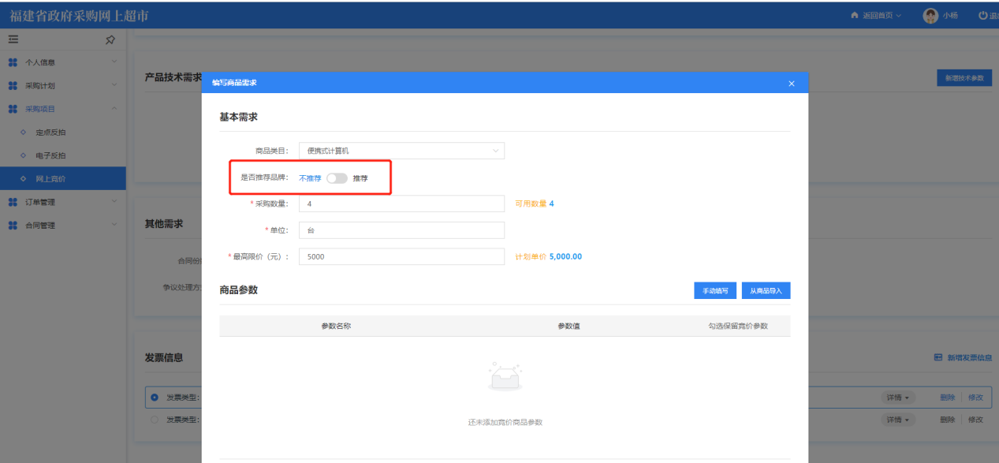 福建省政府采购网上超市
返回首页
小杨
个人信息
采购计划
采购项目
定点反拍
电子反拍
网上竞价
订单管理
合同管理
产品技术需求
新增技术参数
编写商品需求
基本需求
商品类目: 便携式计算机
是否推荐品牌: 不推荐 推荐
* 采购数量: 4 可用数量 4
* 单位: 台
* 最高限价（元）: 5000 计划单价 5,000.00
其他需求
合同份
争议处理方
商品参数
手动填写
从商品导入
参数名称 参数值 勾选保留竞价参数
还未添加竞价商品参数
发票信息
新增发票信息
发票类型: 详情 删除 修改
发票类型: 详情 删除 修改